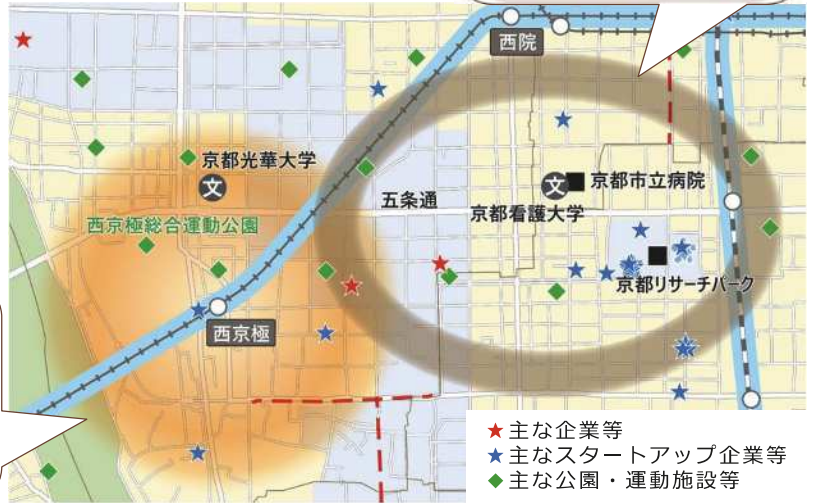 西院
京都光華大学
文
西京極総合運動公園
五条通
文
京都市立病院
京都看護大学
京都リサーチパーク
西京極
主な企業等
主なスタートアップ企業等
主な公園・運動施設等